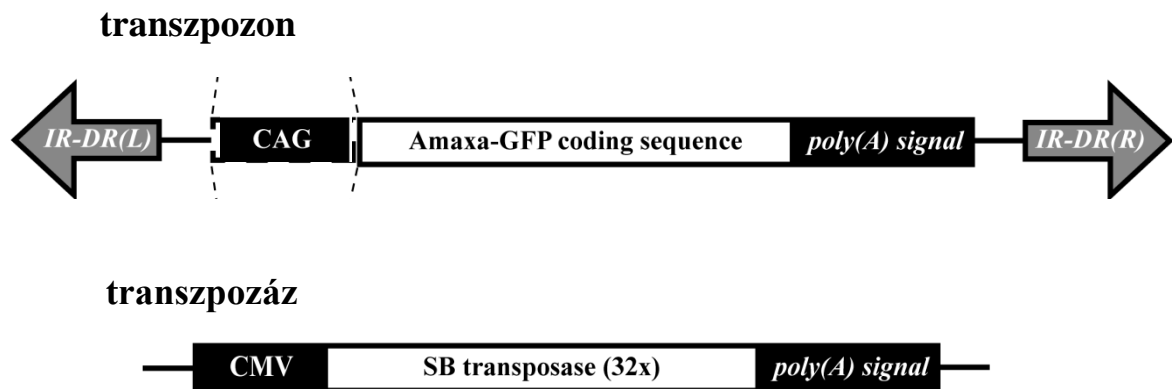 transzpozon
IR-DR(L) CAG Amaxa-GFP coding sequence poly(A) signal IR-DR(R)
transzpozáz
CMV SB transposase (32x) poly(A) signal